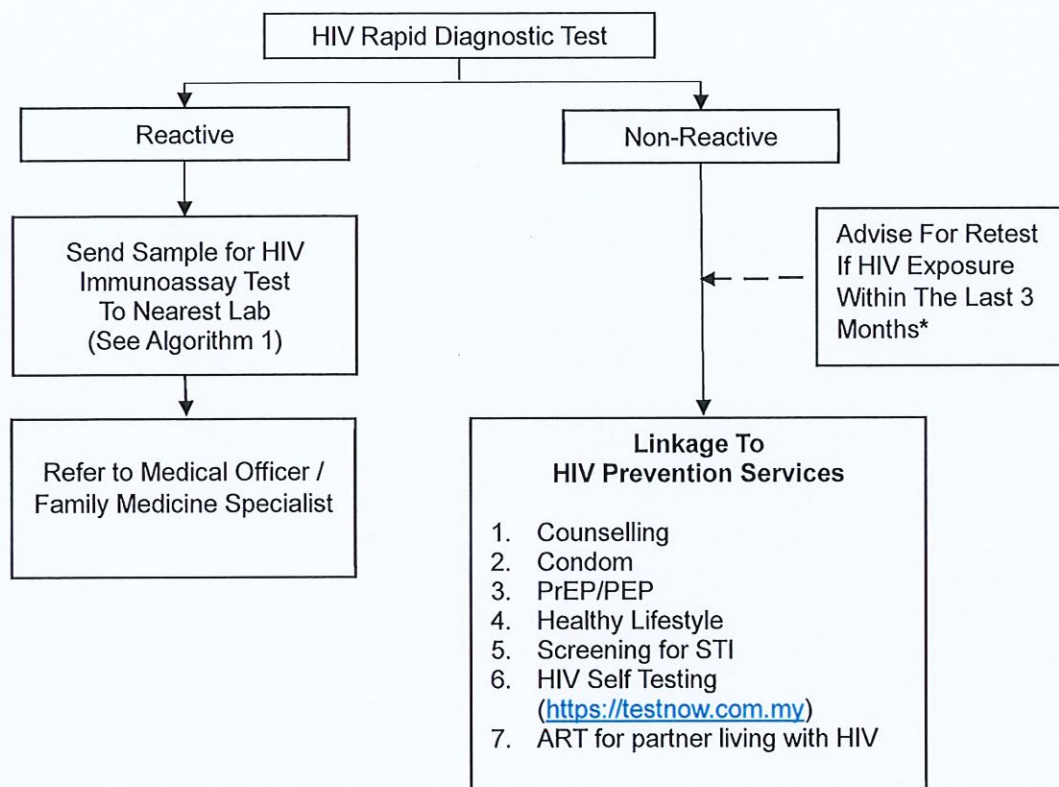 HIV Rapid Diagnostic Test
Reactive
Non-Reactive
Send Sample for HIV
Immunoassay Test
To Nearest Lab
(See Algorithm 1)
Advise For Retest
If HIV Exposure
Within The Last 3
Months*
Refer to Medical Officer /
Family Medicine Specialist
Linkage To
HIV Prevention Services
1. Counselling
2. Condom
3. PrEP/PEP
4. Healthy Lifestyle
5. Screening for STI
6. HIV Self Testing
(https://testnow.com.my)
7. ART for partner living with HIV